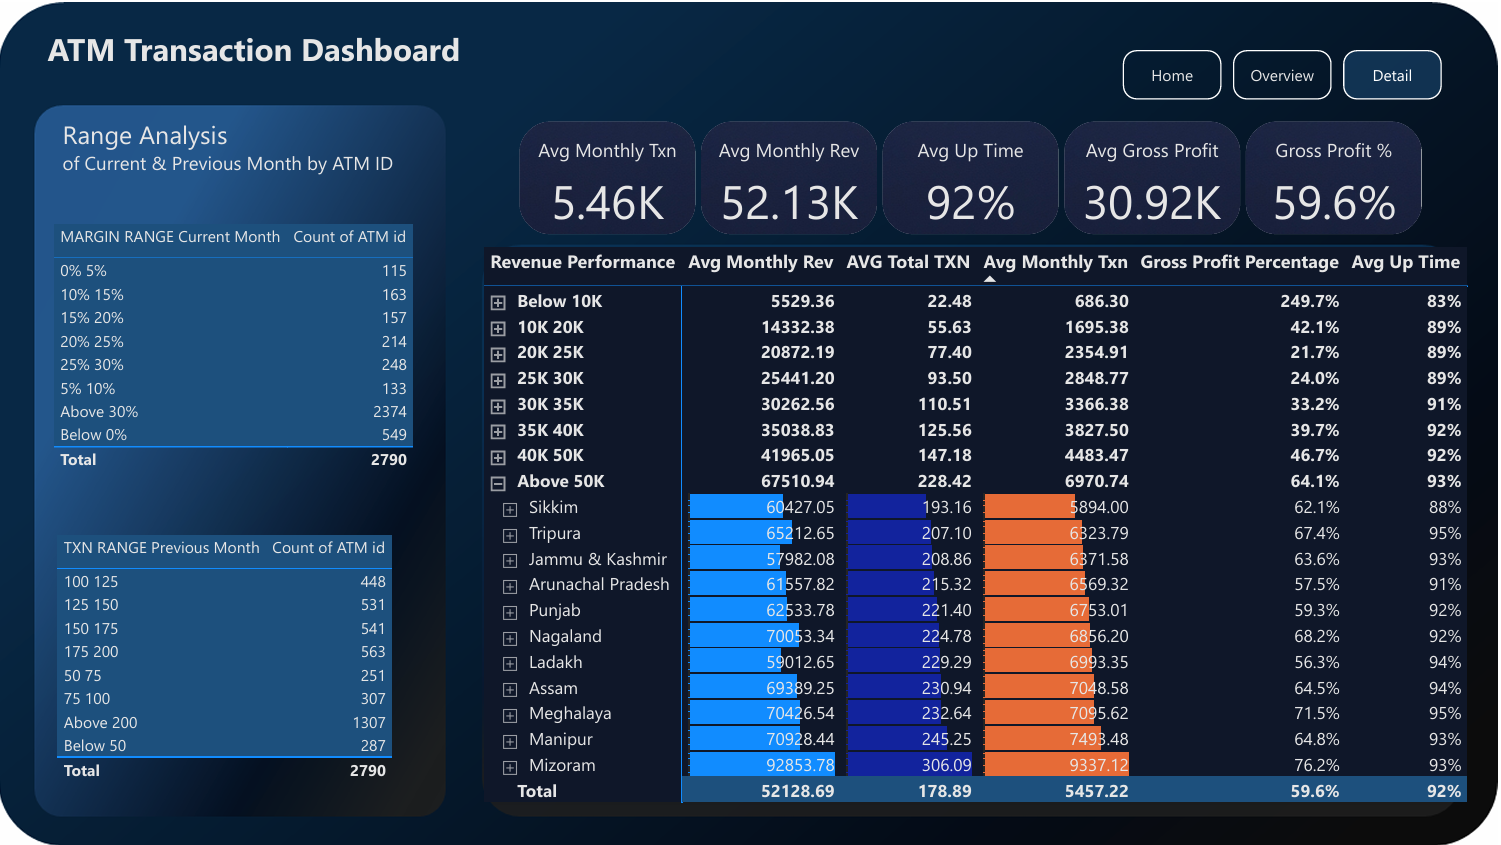 ATM Transaction Dashboard
Home Overview Detail
Range Analysis
of Current & Previous Month by ATM ID
MARGIN RANGE Current Month Count of ATM id
0% 5% 115
10% 15% 163
15% 20% 157
20% 25% 214
25% 30% 248
5% 10% 133
Above 30% 2374
Below 0% 549
Total 2790
TXN RANGE Previous Month Count of ATM id
100 125 448
125 150 531
150 175 541
175 200 563
50 75 251
75 100 307
Above 200 1307
Below 50 287
Total 2790
Avg Monthly Txn Avg Monthly Rev Avg Up Time Avg Gross Profit Gross Profit %
5.46K 52.13K 92% 30.92K 59.6%
Revenue Performance Avg Monthly Rev AVG Total TXN Avg Monthly Txn Gross Profit Percentage Avg Up Time
Below 10K 5529.36 22.48 686.30 249.7% 83%
10K 20K 14332.38 55.63 1695.38 42.1% 89%
20K 25K 20872.19 77.40 2354.91 21.7% 89%
25K 30K 25441.20 93.50 2848.77 24.0% 89%
30K 35K 30262.56 110.51 3366.38 33.2% 91%
35K 40K 35038.83 125.56 3827.50 39.7% 92%
40K 50K 41965.05 147.18 4483.47 46.7% 92%
Above 50K 67510.94 228.42 6970.74 64.1% 93%
Sikkim 60427.05 193.16 5894.00 62.1% 88%
Tripura 65212.65 207.10 6323.79 67.4% 95%
Jammu & Kashmir 57982.08 208.86 6371.58 63.6% 93%
Arunachal Pradesh 61557.82 215.32 6569.32 57.5% 91%
Punjab 62533.78 221.40 6753.01 59.3% 92%
Nagaland 70053.34 224.78 6856.20 68.2% 92%
Ladakh 59012.65 229.29 6993.35 56.3% 94%
Assam 69389.25 230.94 7048.58 64.5% 94%
Meghalaya 70426.54 232.64 7095.62 71.5% 95%
Manipur 70928.44 245.25 7493.48 64.8% 93%
Mizoram 92853.78 306.09 9337.12 76.2% 93%
Total 52128.69 178.89 5457.22 59.6% 92%